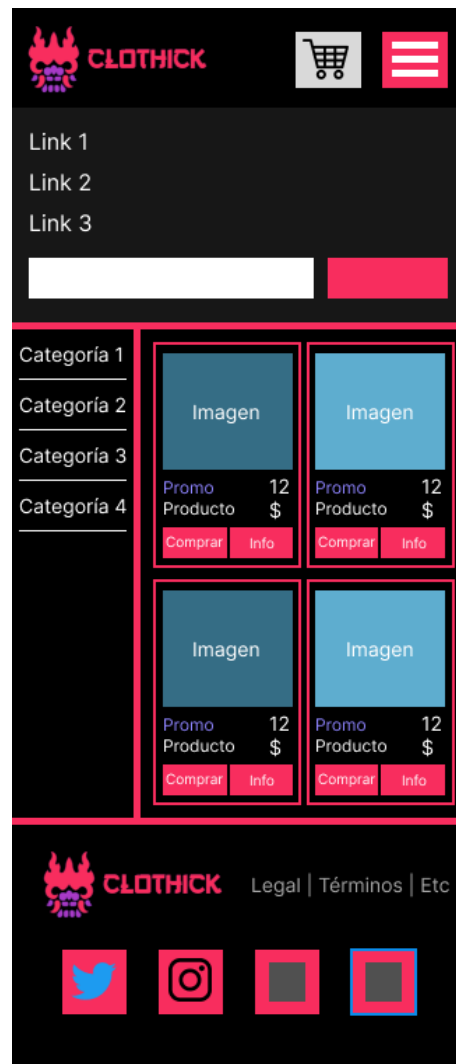 CLOTHICK
Link 1
Link 2
Link 3
Categoría 1
Categoría 2
Categoría 3
Categoría 4
Imagen
Promo 12
Producto $
Comprar Info
Imagen
Promo 12
Producto $
Comprar Info
Imagen
Promo 12
Producto $
Comprar Info
Imagen
Promo 12
Producto $
Comprar Info
CLOTHICK
Legal | Términos | Etc